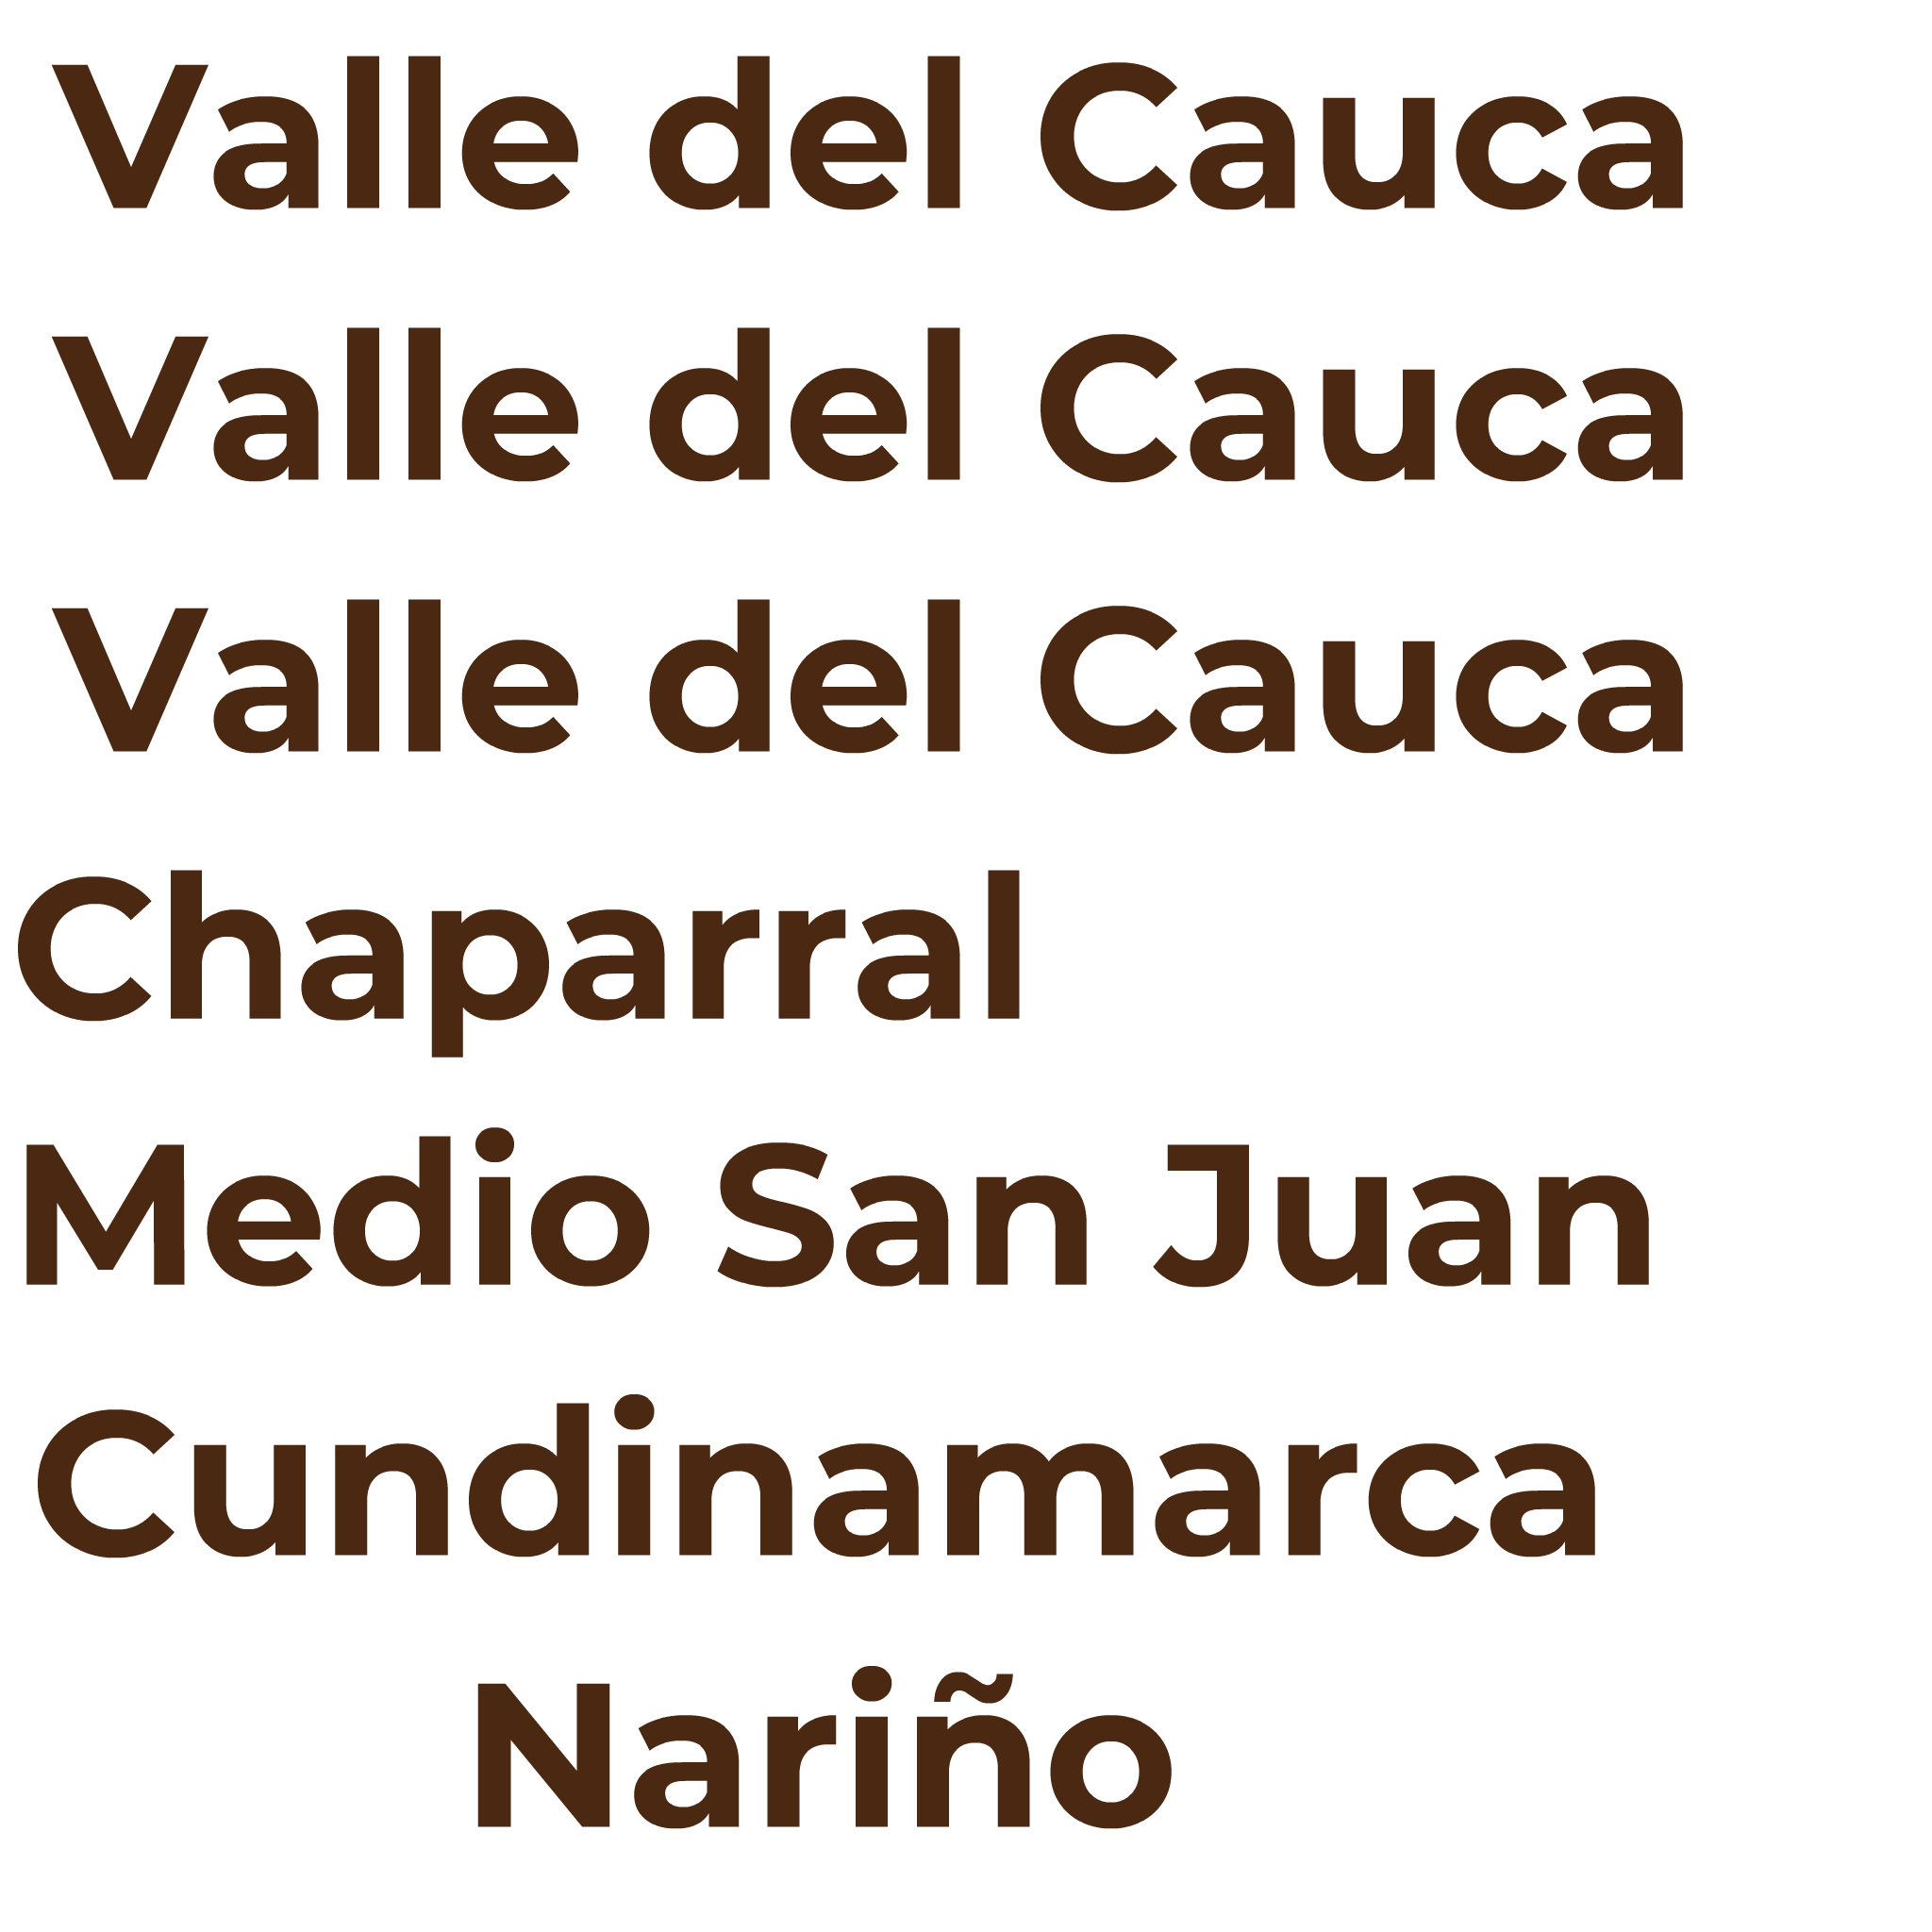 Valle del Cauca
Valle del Cauca
Valle del Cauca
Chaparral
Medio San Juan
Cundinamarca
Nariño